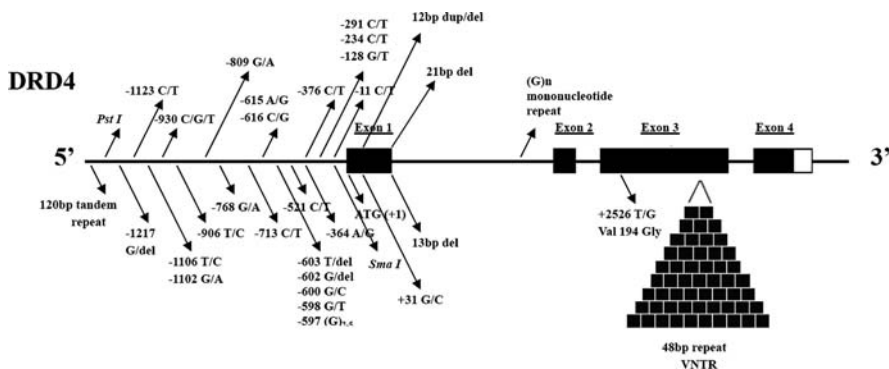 DRD4
-291 C/T
-234 C/T
-128 G/T
12bp dup/del
-809 G/A
21bp del
-1123 C/T
-615 A/G
-616 C/G
-376 C/T
-11 C/T
(G)n
mononucleotide
repeat
Pst I
-930 C/G/T
Exon 1
Exon 2
Exon 3
Exon 4
5’
3’
120bp tandem
repeat
-1217
G/del
-1106 T/C
-1102 G/A
-906 T/C
-768 G/A
-713 C/T
-521 C/T
-603 T/del
-602 G/del
-600 G/C
-598 G/T
-597 (G)
-364 A/G
ATG (+1)
Sma I
13bp del
+31 G/C
+2526 T/G
Val 194 Gly
48bp repeat
VNTR